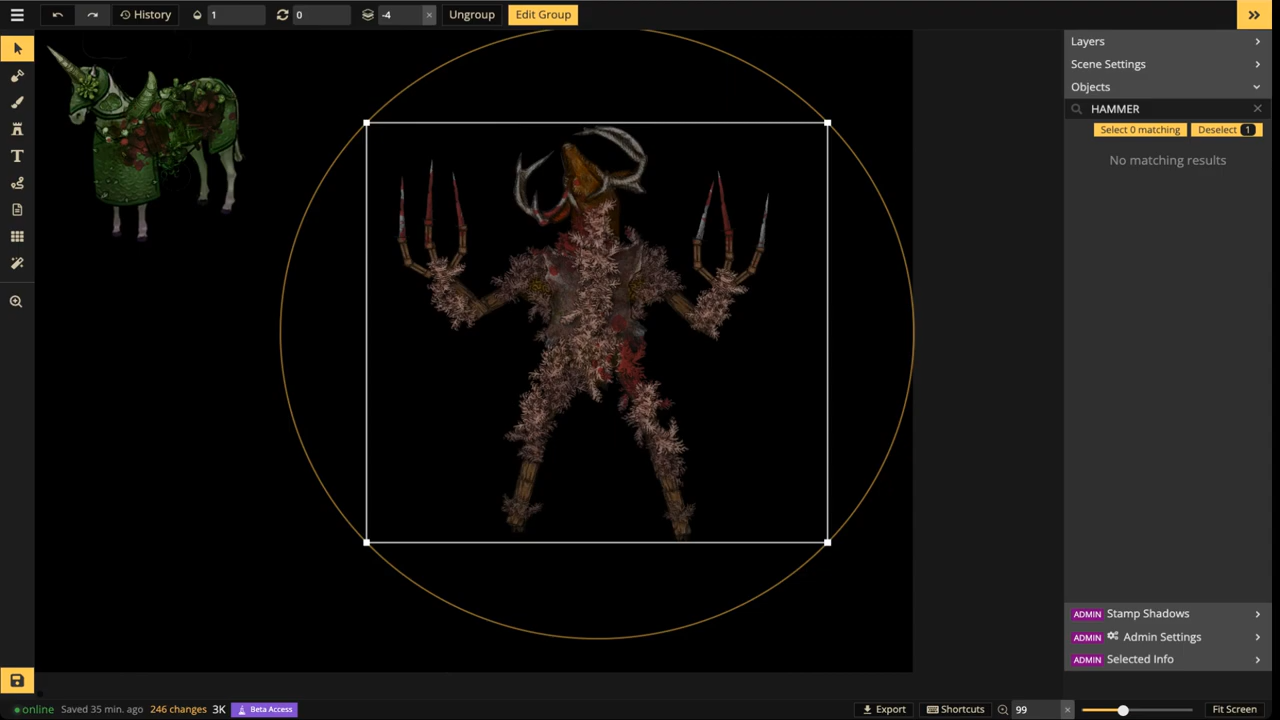 History 1 0 -4 × Ungroup Edit Group
Layers
Scene Settings
Objects
HAMMER
Select 0 matching Deselect 1
No matching results
ADMIN Stamp Shadows
ADMIN Admin Settings
ADMIN Selected Info
online Saved 35 min. ago 246 changes 3K Beta Access Export Shortcuts 99 × Fit Screen